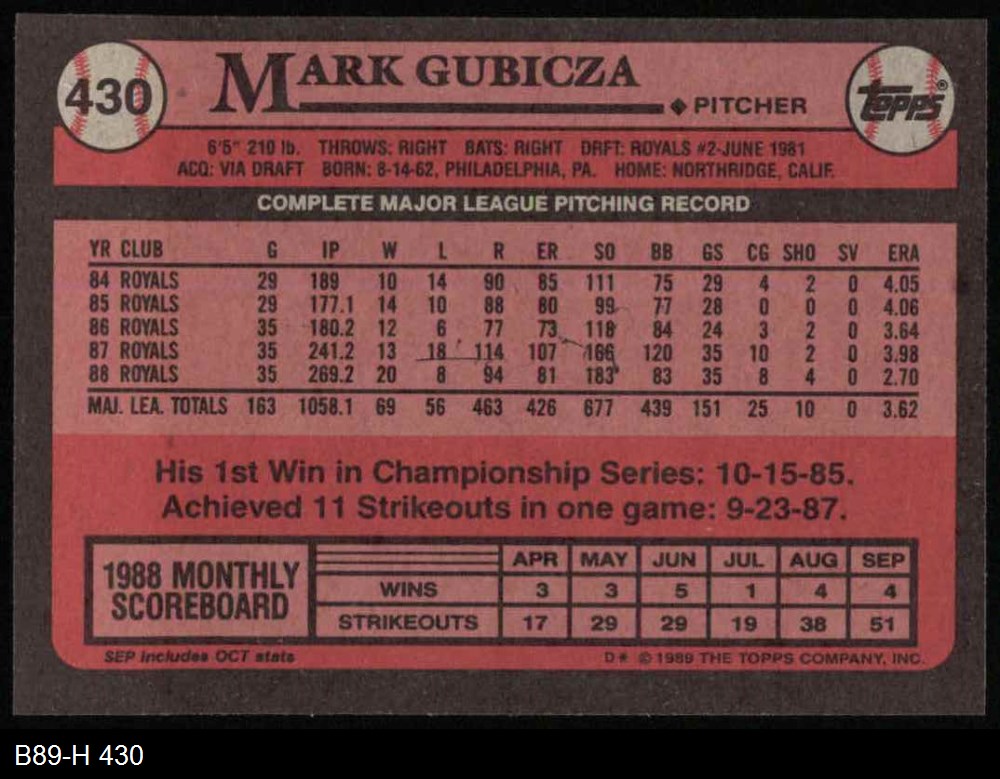 430 MARK GUBICZA ◆ PITCHER TOPPS®
6'5" 210 lb. THROWS: RIGHT BATS: RIGHT DRFT: ROYALS #2-JUNE 1981
ACQ: VIA DRAFT BORN: 8-14-62, PHILADELPHIA, PA. HOME: NORTHRIDGE, CALIF.
COMPLETE MAJOR LEAGUE PITCHING RECORD
YR CLUB G IP W L R ER SO BB GS CG SHO SV ERA
84 ROYALS 29 189 10 14 90 85 111 75 29 4 2 0 4.05
85 ROYALS 29 177.1 14 10 88 80 99 77 28 0 0 0 4.06
86 ROYALS 35 180.2 12 6 77 73 118 84 24 3 2 0 3.64
87 ROYALS 35 241.2 13 18 114 107 166 120 35 10 2 0 3.98
88 ROYALS 35 269.2 20 8 94 81 183 83 35 8 4 0 2.70
MAJ. LEA. TOTALS 163 1058.1 69 56 463 426 677 439 151 25 10 0 3.62
His 1st Win in Championship Series: 10-15-85.
Achieved 11 Strikeouts in one game: 9-23-87.
1988 MONTHLY SCOREBOARD
APR MAY JUN JUL AUG SEP
WINS 3 3 5 1 4 4
STRIKEOUTS 17 29 29 19 38 51
SEP includes OCT stats D* © 1989 THE TOPPS COMPANY, INC.
B89-H 430